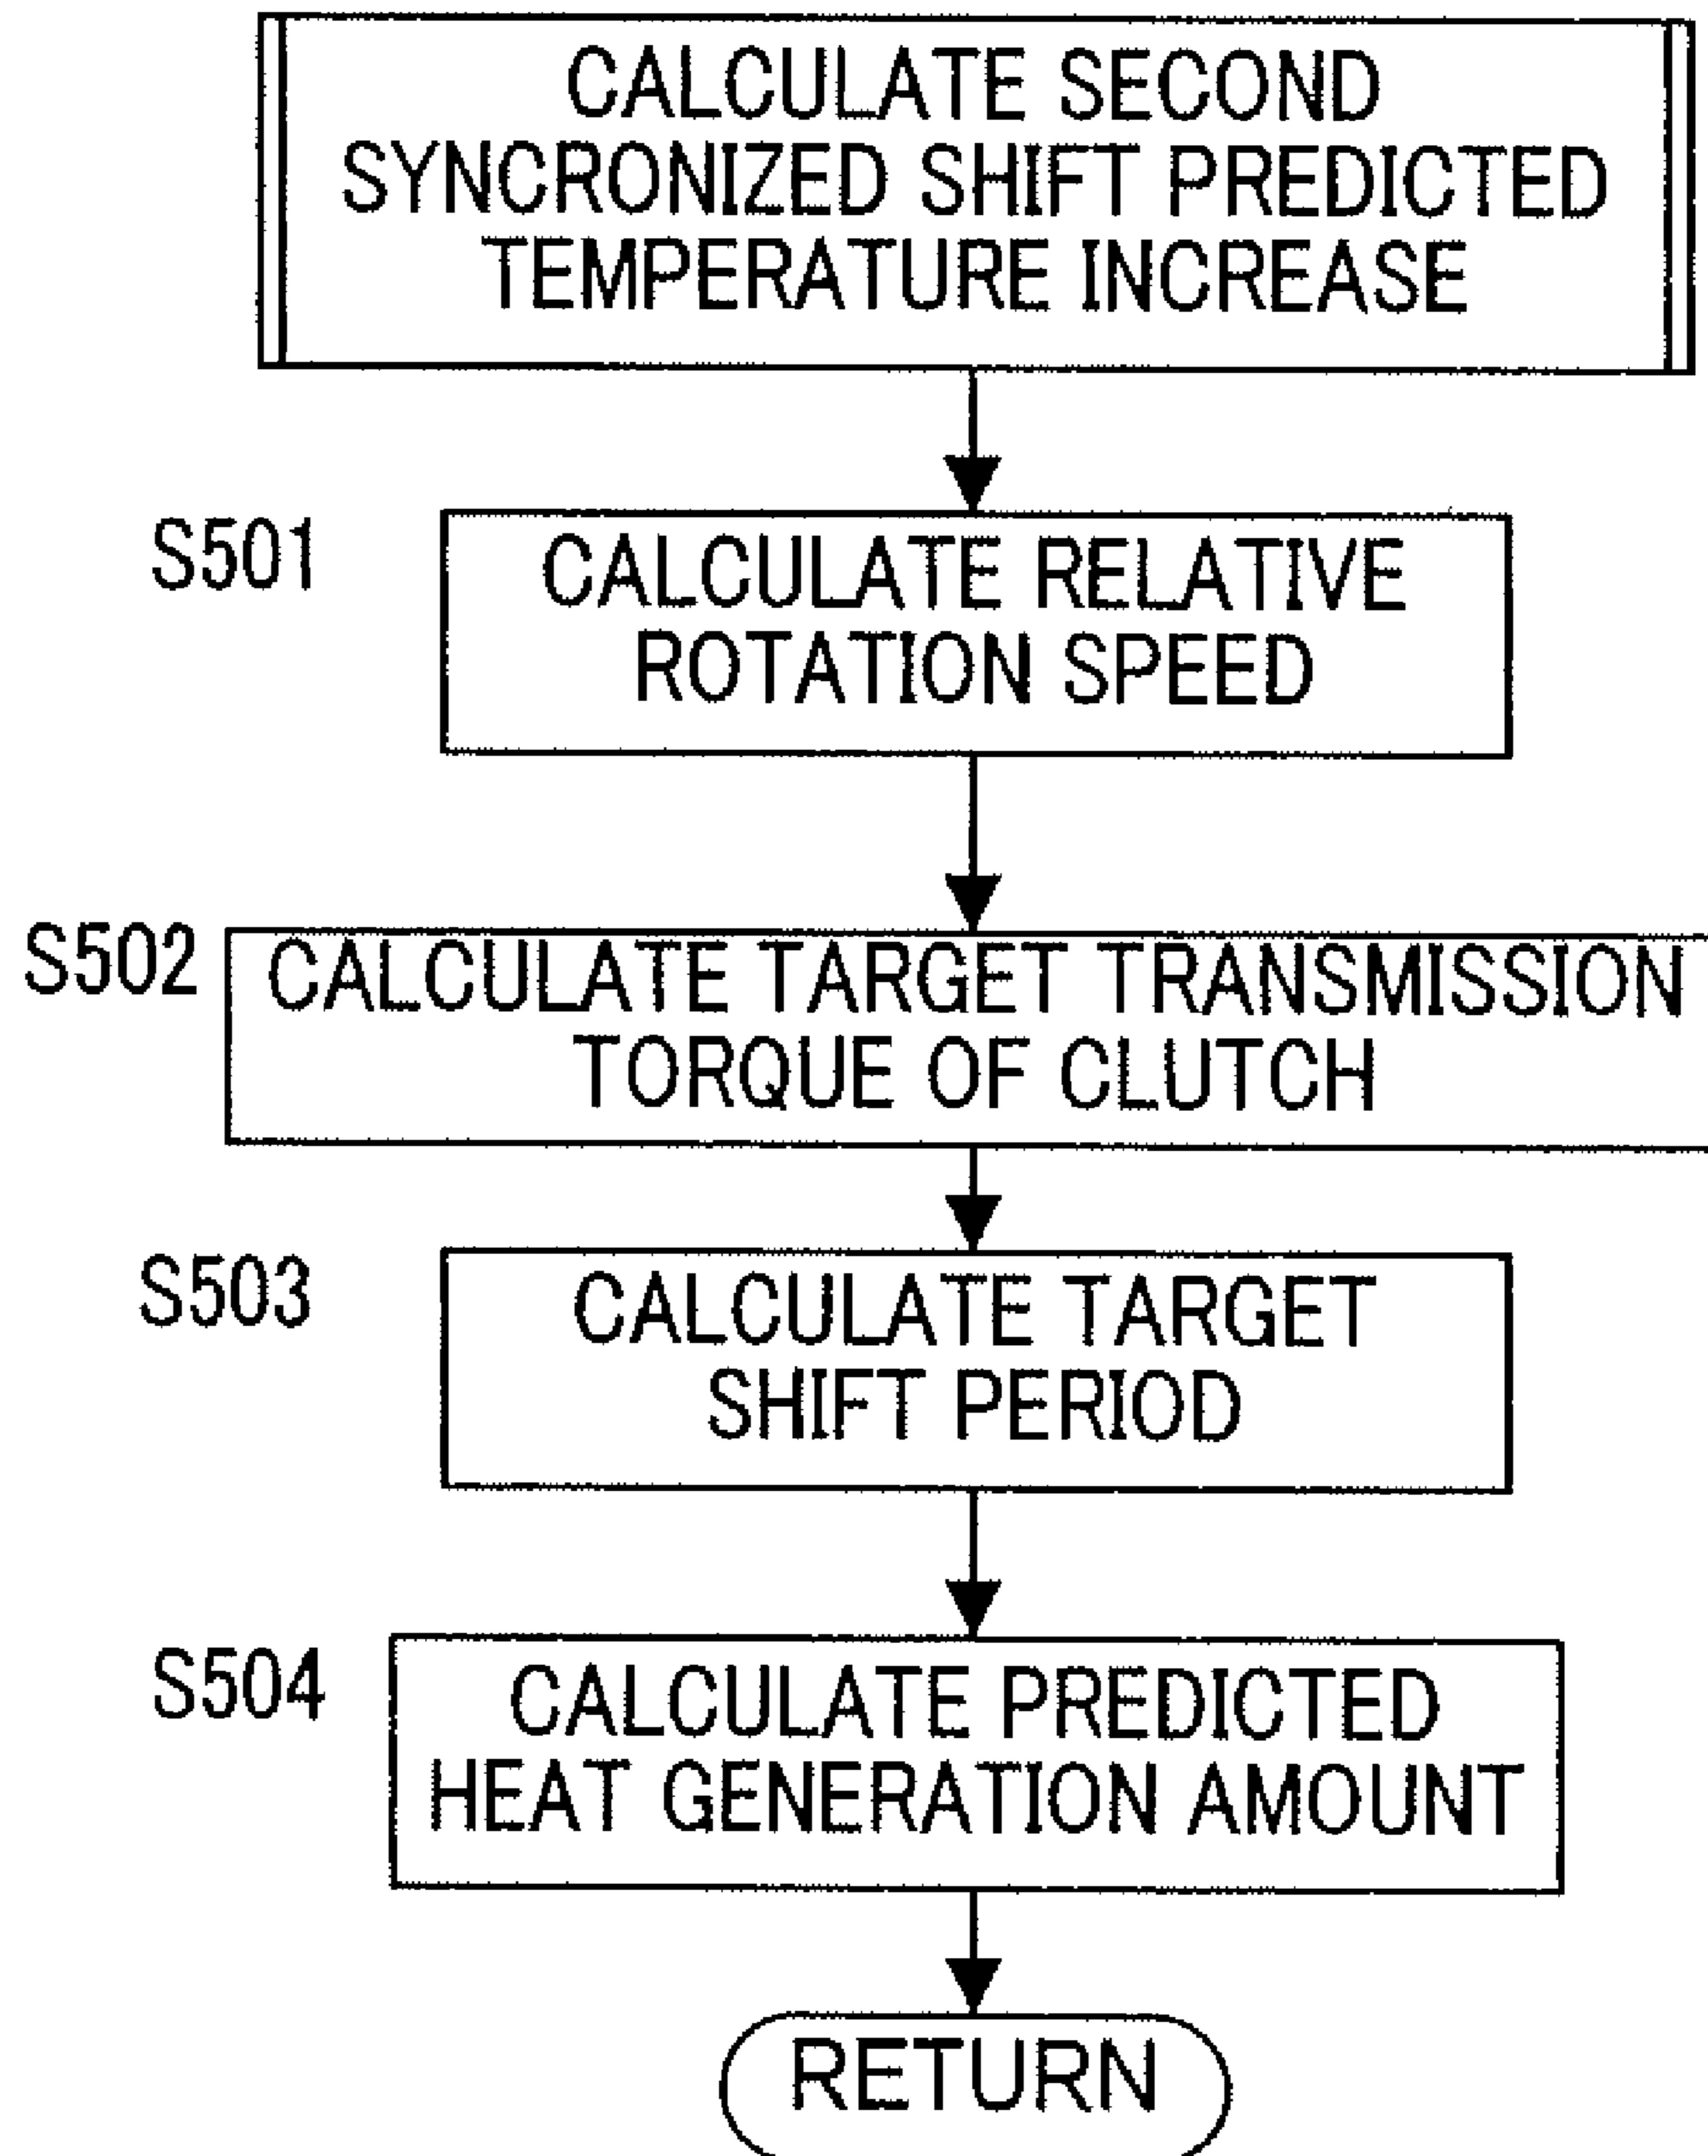 CALCULATE SECOND
SYNCRONIZED SHIFT PREDICTED
TEMPERATURE INCREASE
S501
CALCULATE RELATIVE
ROTATION SPEED
S502
CALCULATE TARGET TRANSMISSION
TORQUE OF CLUTCH
S503
CALCULATE TARGET
SHIFT PERIOD
S504
CALCULATE PREDICTED
HEAT GENERATION AMOUNT
RETURN